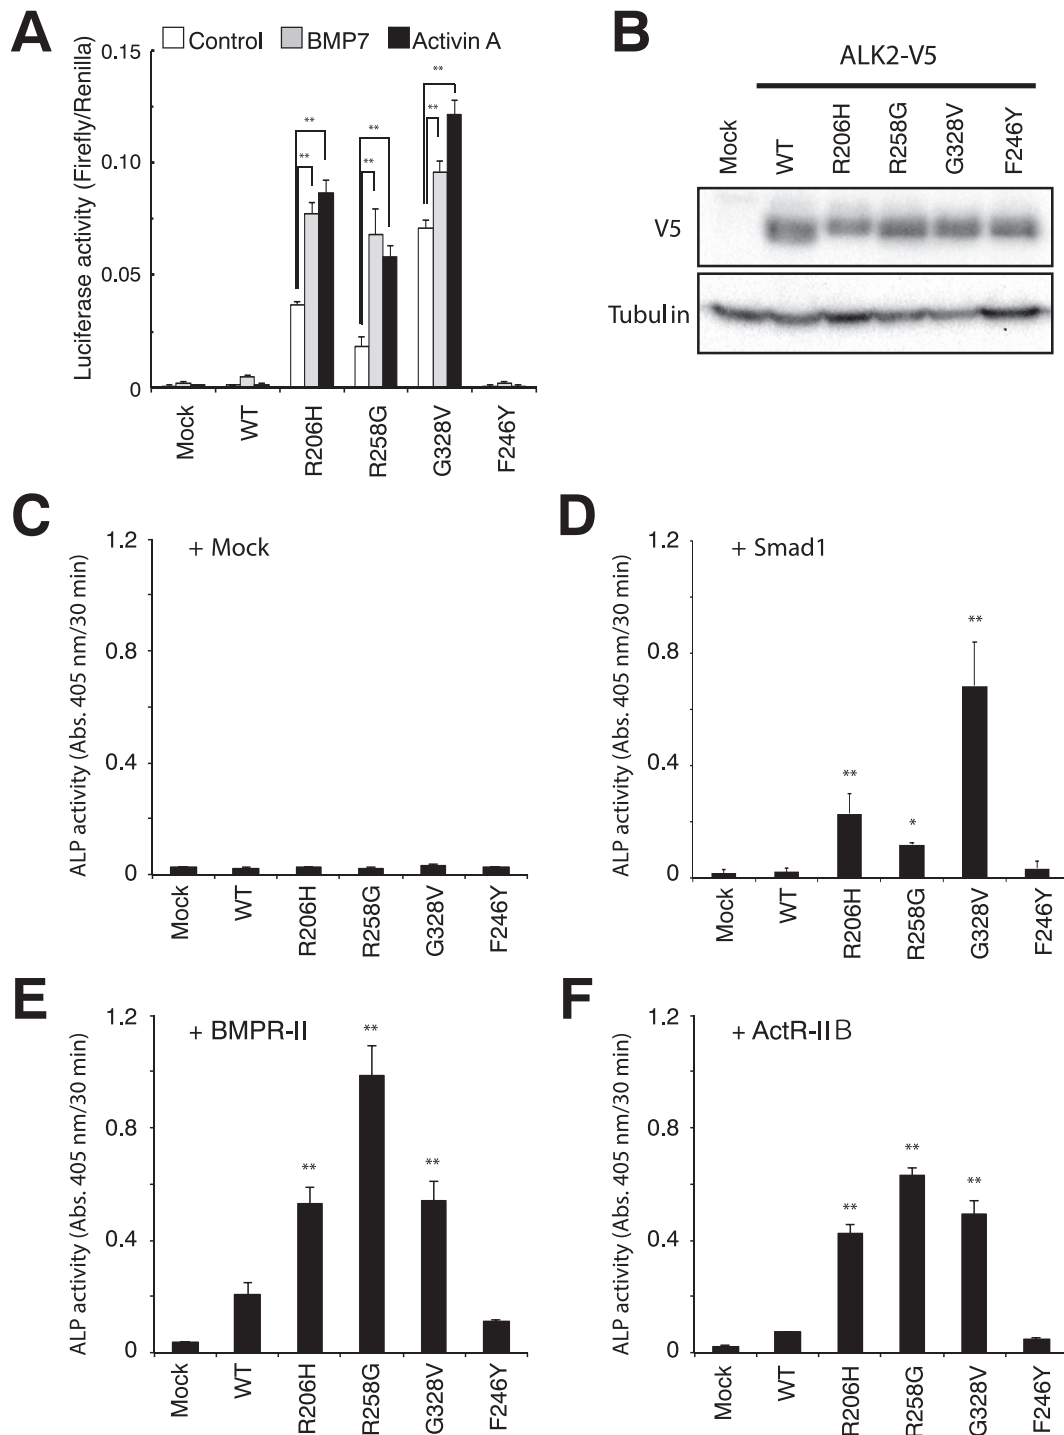 A
Control BMP7 Activin A
Luciferase activity (Firefly/Renilla)
0.15
0.10
0.05
0
** ** ** ** ** **
Mock WT R206H R258G G328V F246Y
B
ALK2-V5
Mock WT R206H R258G G328V F246Y
V5
Tubulin
C
+ Mock
ALP activity (Abs. 405 nm/30 min)
1.2
0.8
0.4
0
Mock WT R206H R258G G328V F246Y
D
+ Smad1
ALP activity (Abs. 405 nm/30 min)
1.2
0.8
0.4
0
** * **
Mock WT R206H R258G G328V F246Y
E
+ BMPR-II
ALP activity (Abs. 405 nm/30 min)
1.2
0.8
0.4
0
** ** **
Mock WT R206H R258G G328V F246Y
F
+ ActR-IIB
ALP activity (Abs. 405 nm/30 min)
1.2
0.8
0.4
0
** ** **
Mock WT R206H R258G G328V F246Y